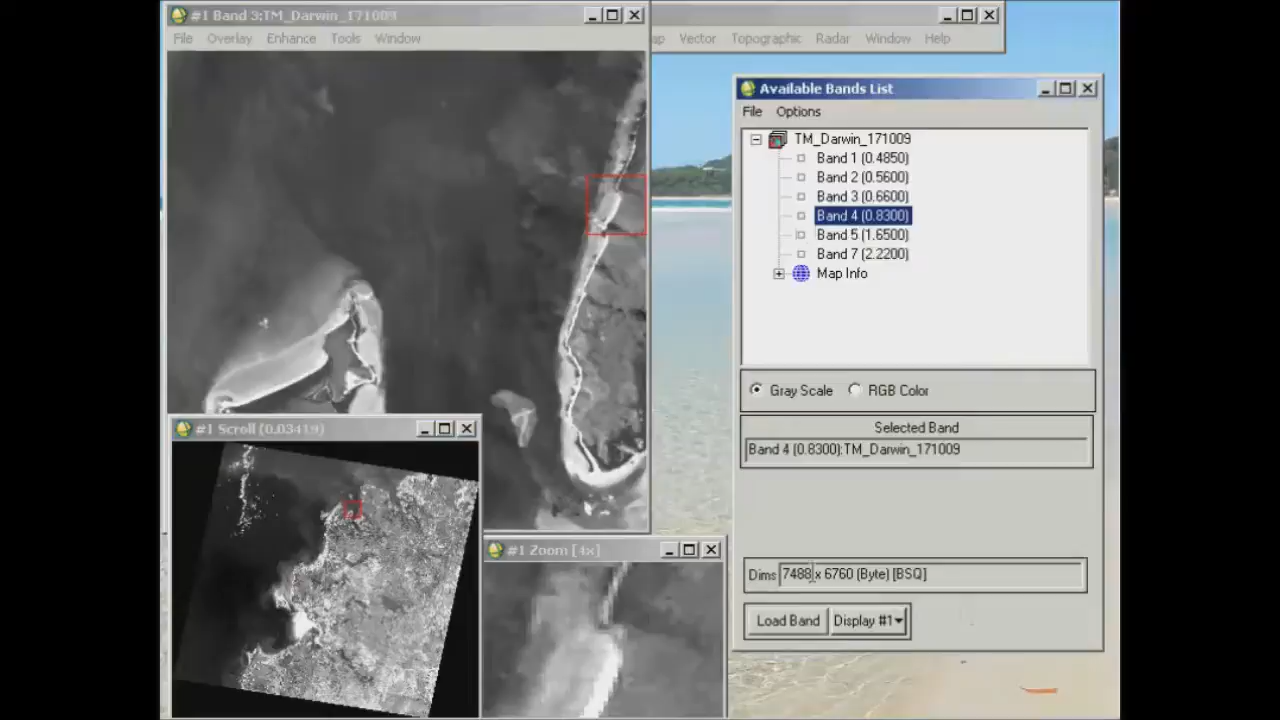 #1 Band 3:TM_Darwin_171009
File Overlay Enhance Tools Window
Vector Topographic Radar Window Help
Available Bands List
File Options
TM_Darwin_171009
Band 1 (0.4850)
Band 2 (0.5600)
Band 3 (0.6600)
Band 4 (0.8300)
Band 5 (1.6500)
Band 7 (2.2200)
Map Info
Gray Scale RGB Color
Selected Band
Band 4 (0.8300):TM_Darwin_171009
Dims 7488 x 6760 (Byte) [BSQ]
Load Band Display #1
#1 Scroll (0.03419)
#1 Zoom [4x]